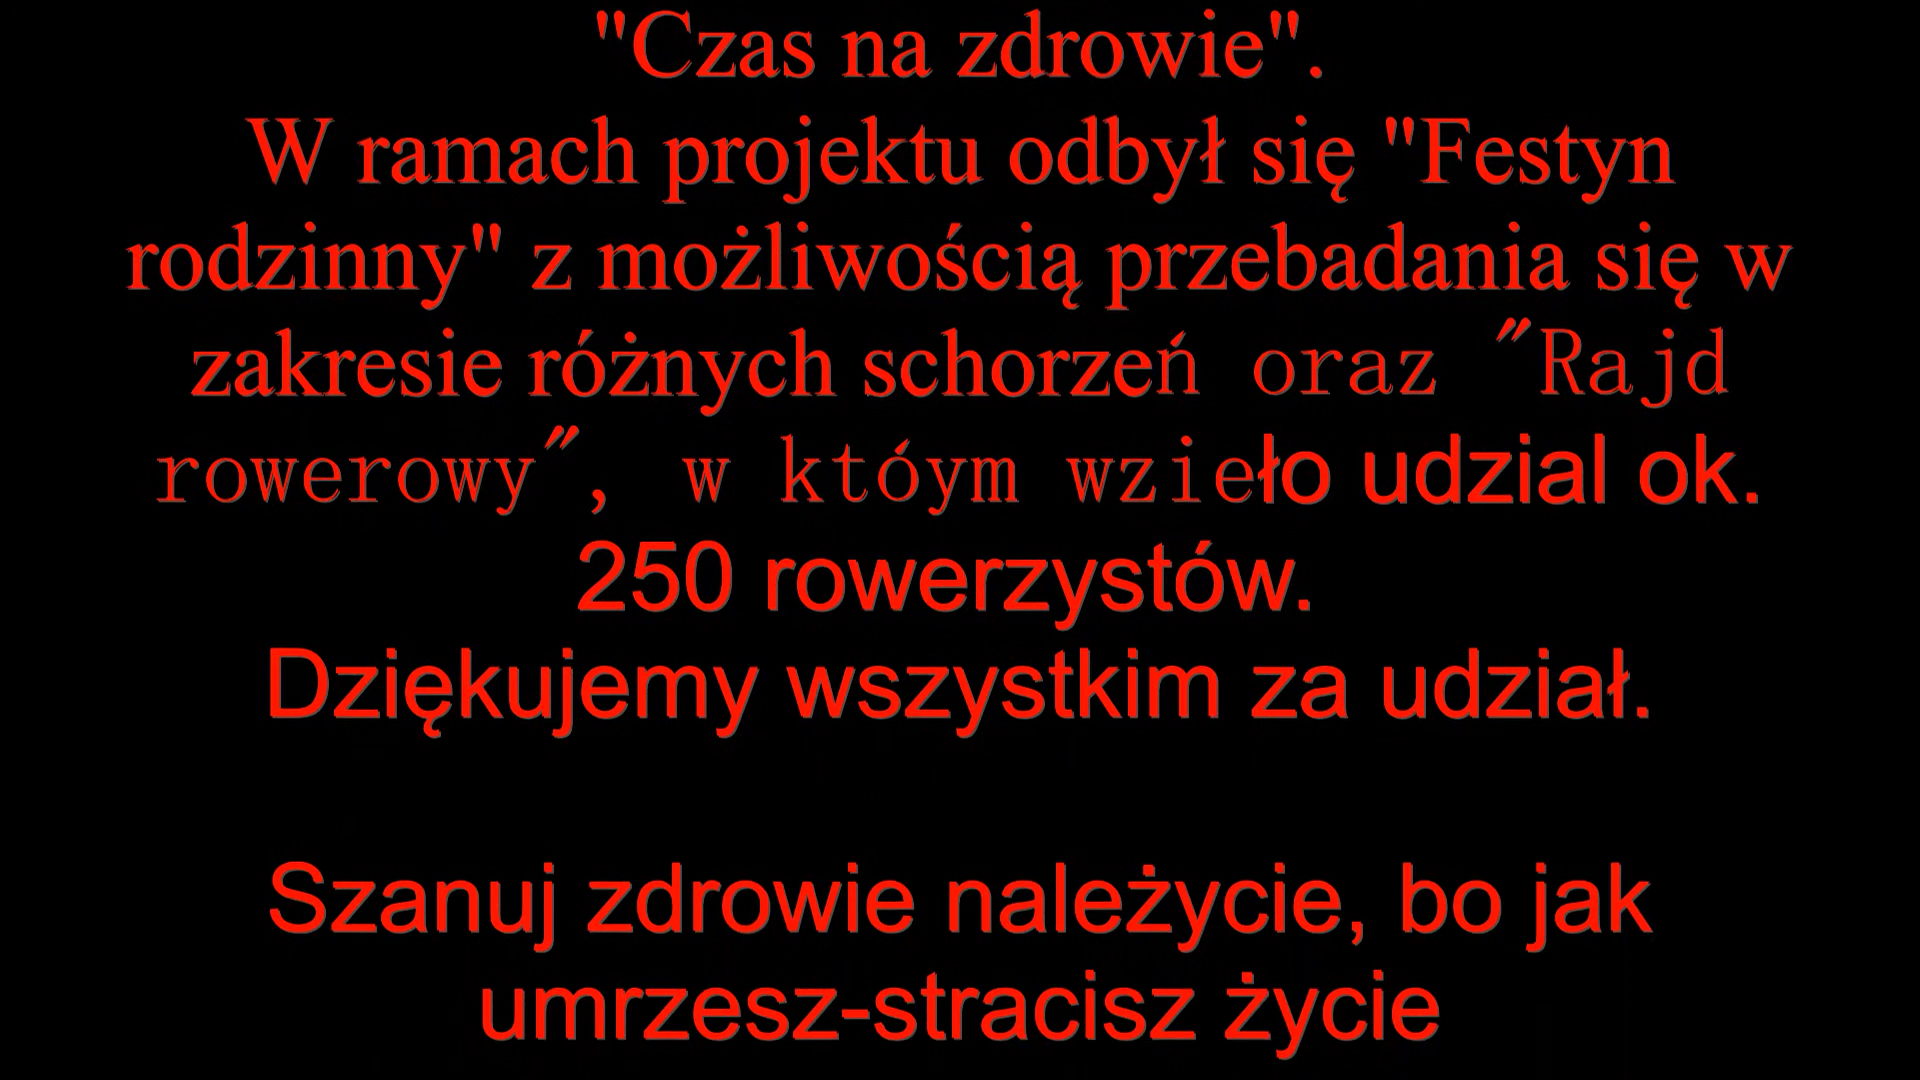 "Czas na zdrowie".
W ramach projektu odbył się "Festyn
rodzinny" z możliwością przebadania się w
zakresie różnych schorzeń oraz "Rajd
rowerowy", w któym wzieło udzial ok.
250 rowerzystów.
Dziękujemy wszystkim za udział.
Szanuj zdrowie należycie, bo jak
umrzesz-stracisz życie